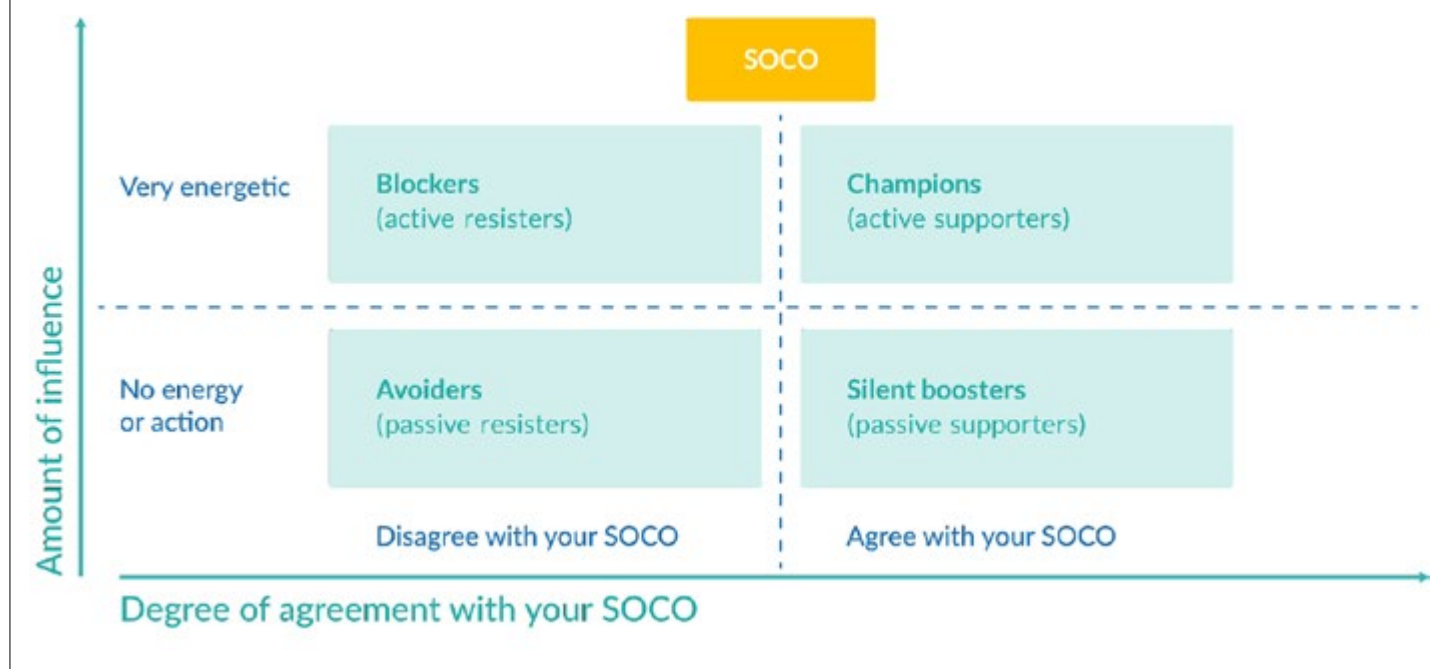 SOCO
Very energetic
Blockers
(active resisters)
Champions
(active supporters)
Amount of influence
No energy
or action
Avoiders
(passive resisters)
Silent boosters
(passive supporters)
Disagree with your SOCO
Agree with your SOCO
Degree of agreement with your SOCO